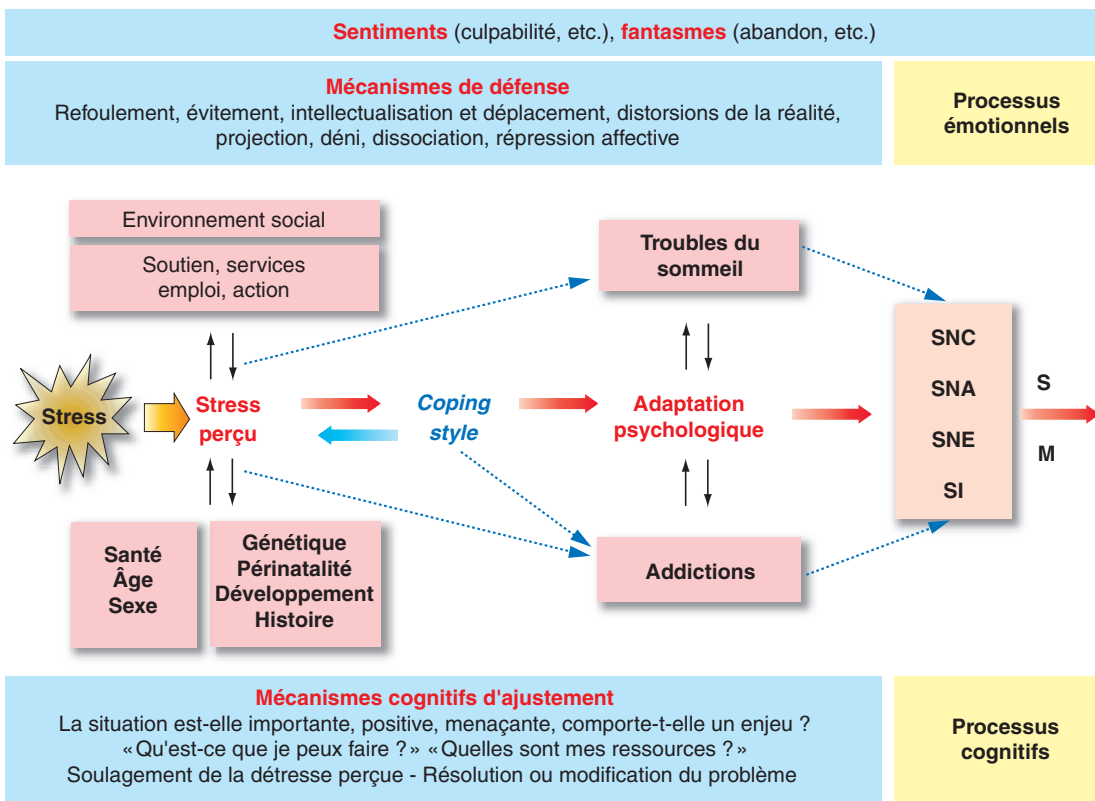 Sentiments (culpabilité, etc.), fantasmes (abandon, etc.)
Mécanismes de défense
Refoulement, évitement, intellectualisation et déplacement, distorsions de la réalité,
projection, déni, dissociation, répression affective
Processus
émotionnels
Environnement social
Soutien, services
emploi, action
Troubles du
sommeil
Stress
Stress
perçu
Coping
style
Adaptation
psychologique
SNC
SNA
SNE
SI
S
M
Santé
Âge
Sexe
Génétique
Périnatalité
Développement
Histoire
Addictions
Mécanismes cognitifs d'ajustement
La situation est-elle importante, positive, menaçante, comporte-t-elle un enjeu ?
«Qu'est-ce que je peux faire ?» «Quelles sont mes ressources ?»
Soulagement de la détresse perçue - Résolution ou modification du problème
Processus
cognitifs